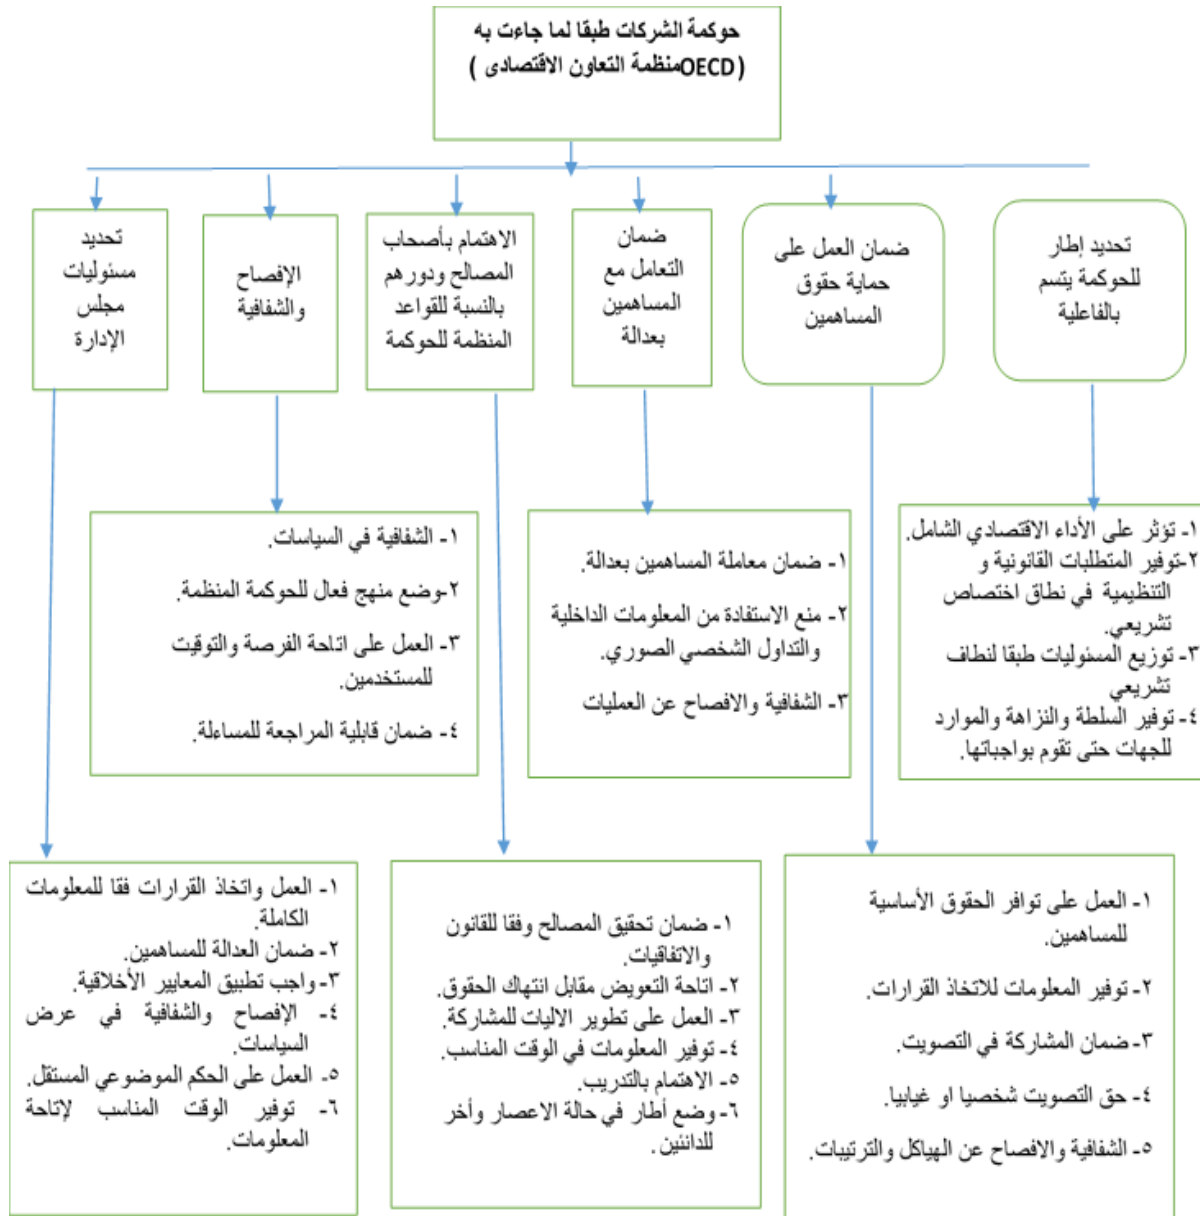 حوكمة الشركات طبقا لما جاءت به
(OECDمنظمة التعاون الاقتصادى )
تحديد إطار
للحوكمة يتسم
بالفاعلية
ضمان العمل على
حماية حقوق
المساهمين
ضمان
التعامل مع
المساهمين
بعدالة
الاهتمام بأصحاب
المصالح ودورهم
بالنسبة للقواعد
المنظمة للحوكمة
الإفصاح
والشفافية
تحديد
مسئوليات
مجلس
الإدارة
١- تؤثر على الأداء الاقتصادي الشامل.
٢-توفير المتطلبات القانونية و
التنظيمية في نطاق اختصاص
تشريعي.
٣- توزيع المسئوليات طبقا لنطاف
تشريعي
٤- توفير السلطة والنزاهة والموارد
للجهات حتى تقوم بواجباتها.
١- ضمان معاملة المساهمين بعدالة.
٢- منع الاستفادة من المعلومات الداخلية
والتداول الشخصي الصوري.
٣- الشفافية والافصاح عن العمليات
١- الشفافية في السياسات.
٢-وضع منهج فعال للحوكمة المنظمة.
٣- العمل على اتاحة الفرصة والتوقيت
للمستخدمين.
٤- ضمان قابلية المراجعة للمساءلة.
١- العمل على توافر الحقوق الأساسية
للمساهمين.
٢- توفير المعلومات للاتخاذ القرارات.
٣- ضمان المشاركة في التصويت.
٤- حق التصويت شخصيا او غيابيا.
٥- الشفافية والافصاح عن الهياكل والترتيبات.
١- ضمان تحقيق المصالح وفقا للقانون
والاتفاقيات.
٢- اتاحة التعويض مقابل انتهاك الحقوق.
٣- العمل على تطوير الاليات للمشاركة.
٤- توفير المعلومات في الوقت المناسب.
٥- الاهتمام بالتدريب.
٦- وضع أطار في حالة الاعصار وأخر
للدائنين .
١- العمل واتخاذ القرارات فقا للمعلومات
الكاملة.
٢- ضمان العدالة للمساهمين.
٣- واجب تطبيق المعايير الأخلاقية.
٤- الإفصاح والشفافية في عرض
السياسات.
٥- العمل على الحكم الموضوعي المستقل.
٦- توفير الوقت المناسب لإتاحة
المعلومات.